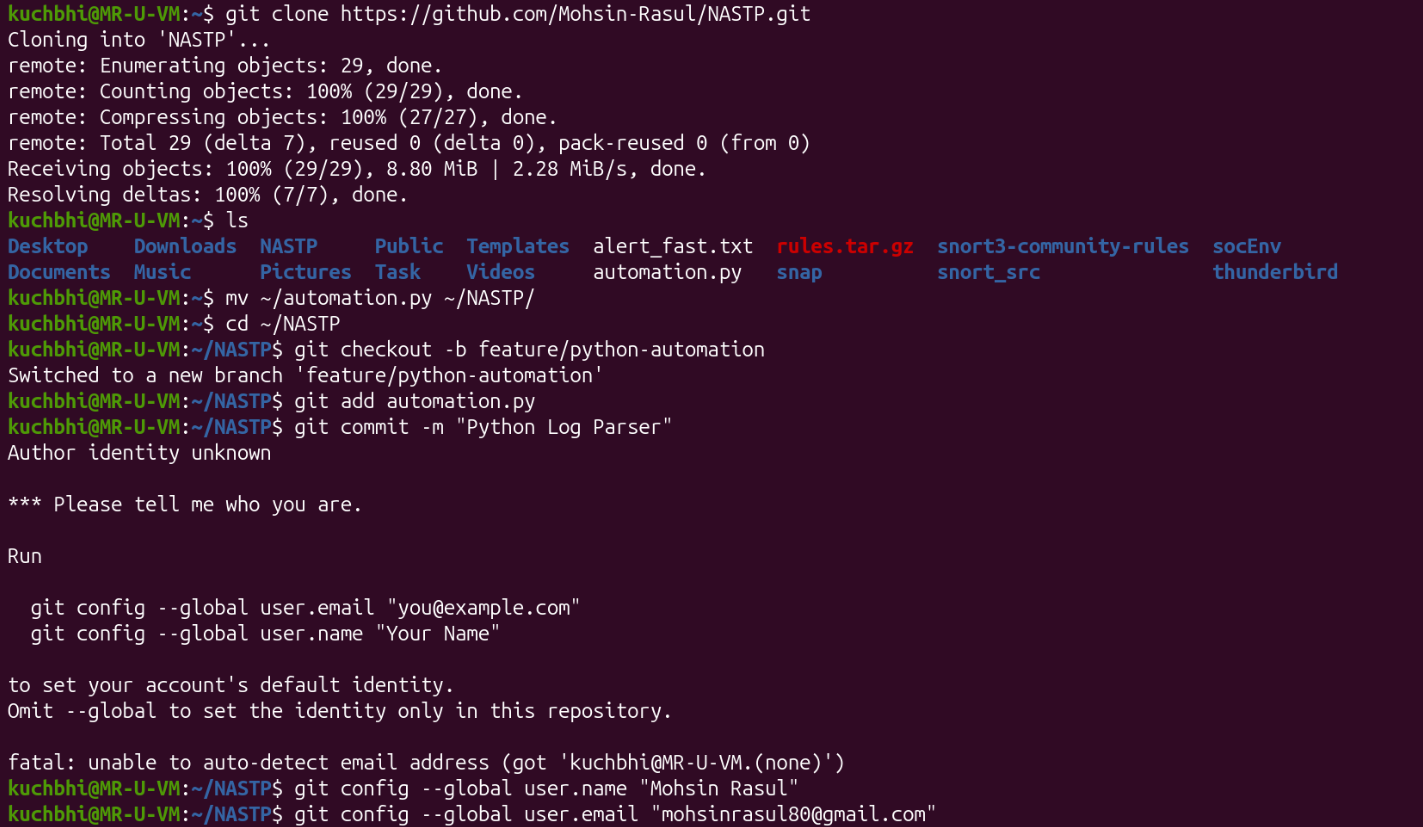 kuchbhi@MR-U-VM:~$ git clone https://github.com/Mohsin-Rasul/NASTP.git
Cloning into 'NASTP'...
remote: Enumerating objects: 29, done.
remote: Counting objects: 100% (29/29), done.
remote: Compressing objects: 100% (27/27), done.
remote: Total 29 (delta 7), reused 0 (delta 0), pack-reused 0 (from 0)
Receiving objects: 100% (29/29), 8.80 MiB | 2.28 MiB/s, done.
Resolving deltas: 100% (7/7), done.
kuchbhi@MR-U-VM:~$ ls
Desktop    Downloads  NASTP     Public  Templates  alert_fast.txt  rules.tar.gz  snort3-community-rules  socEnv
Documents  Music      Pictures  Task    Videos     automation.py   snap          snort_src               thunderbird
kuchbhi@MR-U-VM:~$ mv ~/automation.py ~/NASTP/
kuchbhi@MR-U-VM:~$ cd ~/NASTP
kuchbhi@MR-U-VM:~/NASTP$ git checkout -b feature/python-automation
Switched to a new branch 'feature/python-automation'
kuchbhi@MR-U-VM:~/NASTP$ git add automation.py
kuchbhi@MR-U-VM:~/NASTP$ git commit -m "Python Log Parser"
Author identity unknown

*** Please tell me who you are.

Run

  git config --global user.email "you@example.com"
  git config --global user.name "Your Name"

to set your account's default identity.
Omit --global to set the identity only in this repository.

fatal: unable to auto-detect email address (got 'kuchbhi@MR-U-VM.(none)')
kuchbhi@MR-U-VM:~/NASTP$ git config --global user.name "Mohsin Rasul"
kuchbhi@MR-U-VM:~/NASTP$ git config --global user.email "mohsinrasul80@gmail.com"